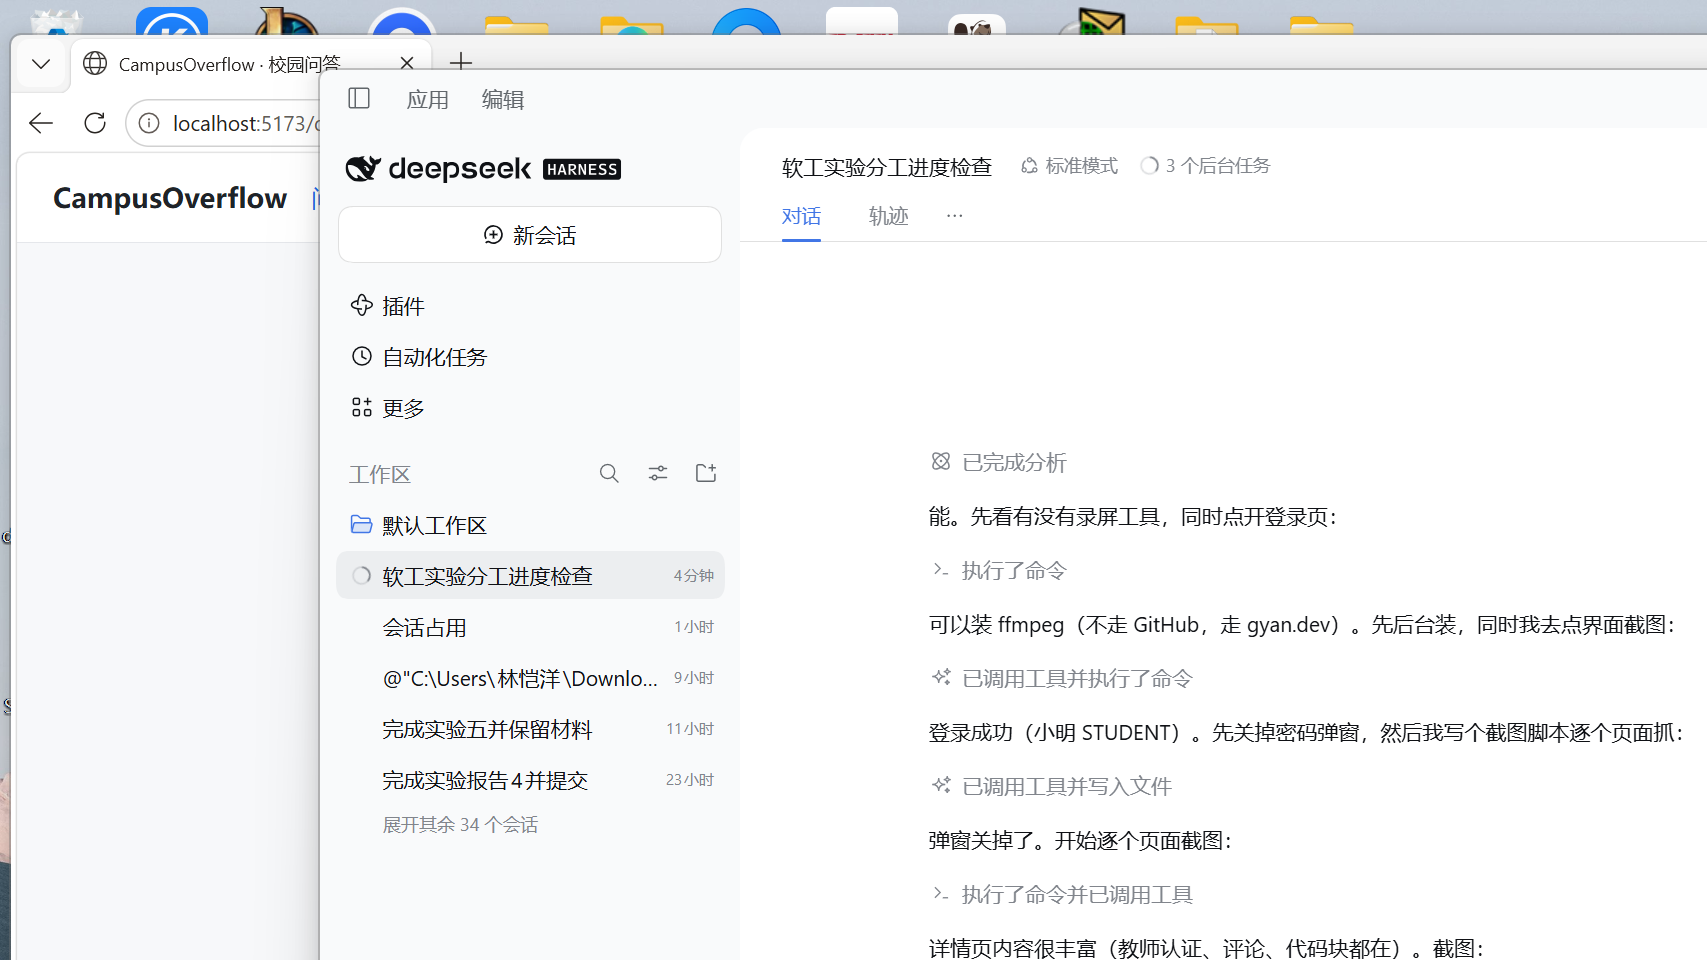 CampusOverflow · 校园问答
localhost:5173/
CampusOverflow
应用
编辑
deepseek HARNESS
新会话
插件
自动化任务
更多
工作区
默认工作区
软工实验分工进度检查 4分钟
会话占用 1小时
@"C:\Users\林恺洋\Downlo... 9小时
完成实验五并保留材料 11小时
完成实验报告4并提交 23小时
展开其余 34 个会话
软工实验分工进度检查 标准模式 3 个后台任务
对话 轨迹 ···
已完成分析
能。先看有没有录屏工具，同时点开登录页：
执行了命令
可以装 ffmpeg（不走 GitHub，走 gyan.dev）。先后台装，同时我去点界面截图：
已调用工具并执行了命令
登录成功（小明 STUDENT）。先关掉密码弹窗，然后我写个截图脚本逐个页面抓：
已调用工具并写入文件
弹窗关掉了。开始逐个页面截图：
执行了命令并已调用工具
详情页内容很丰富（教师认证、评论、代码块都在）。截图：